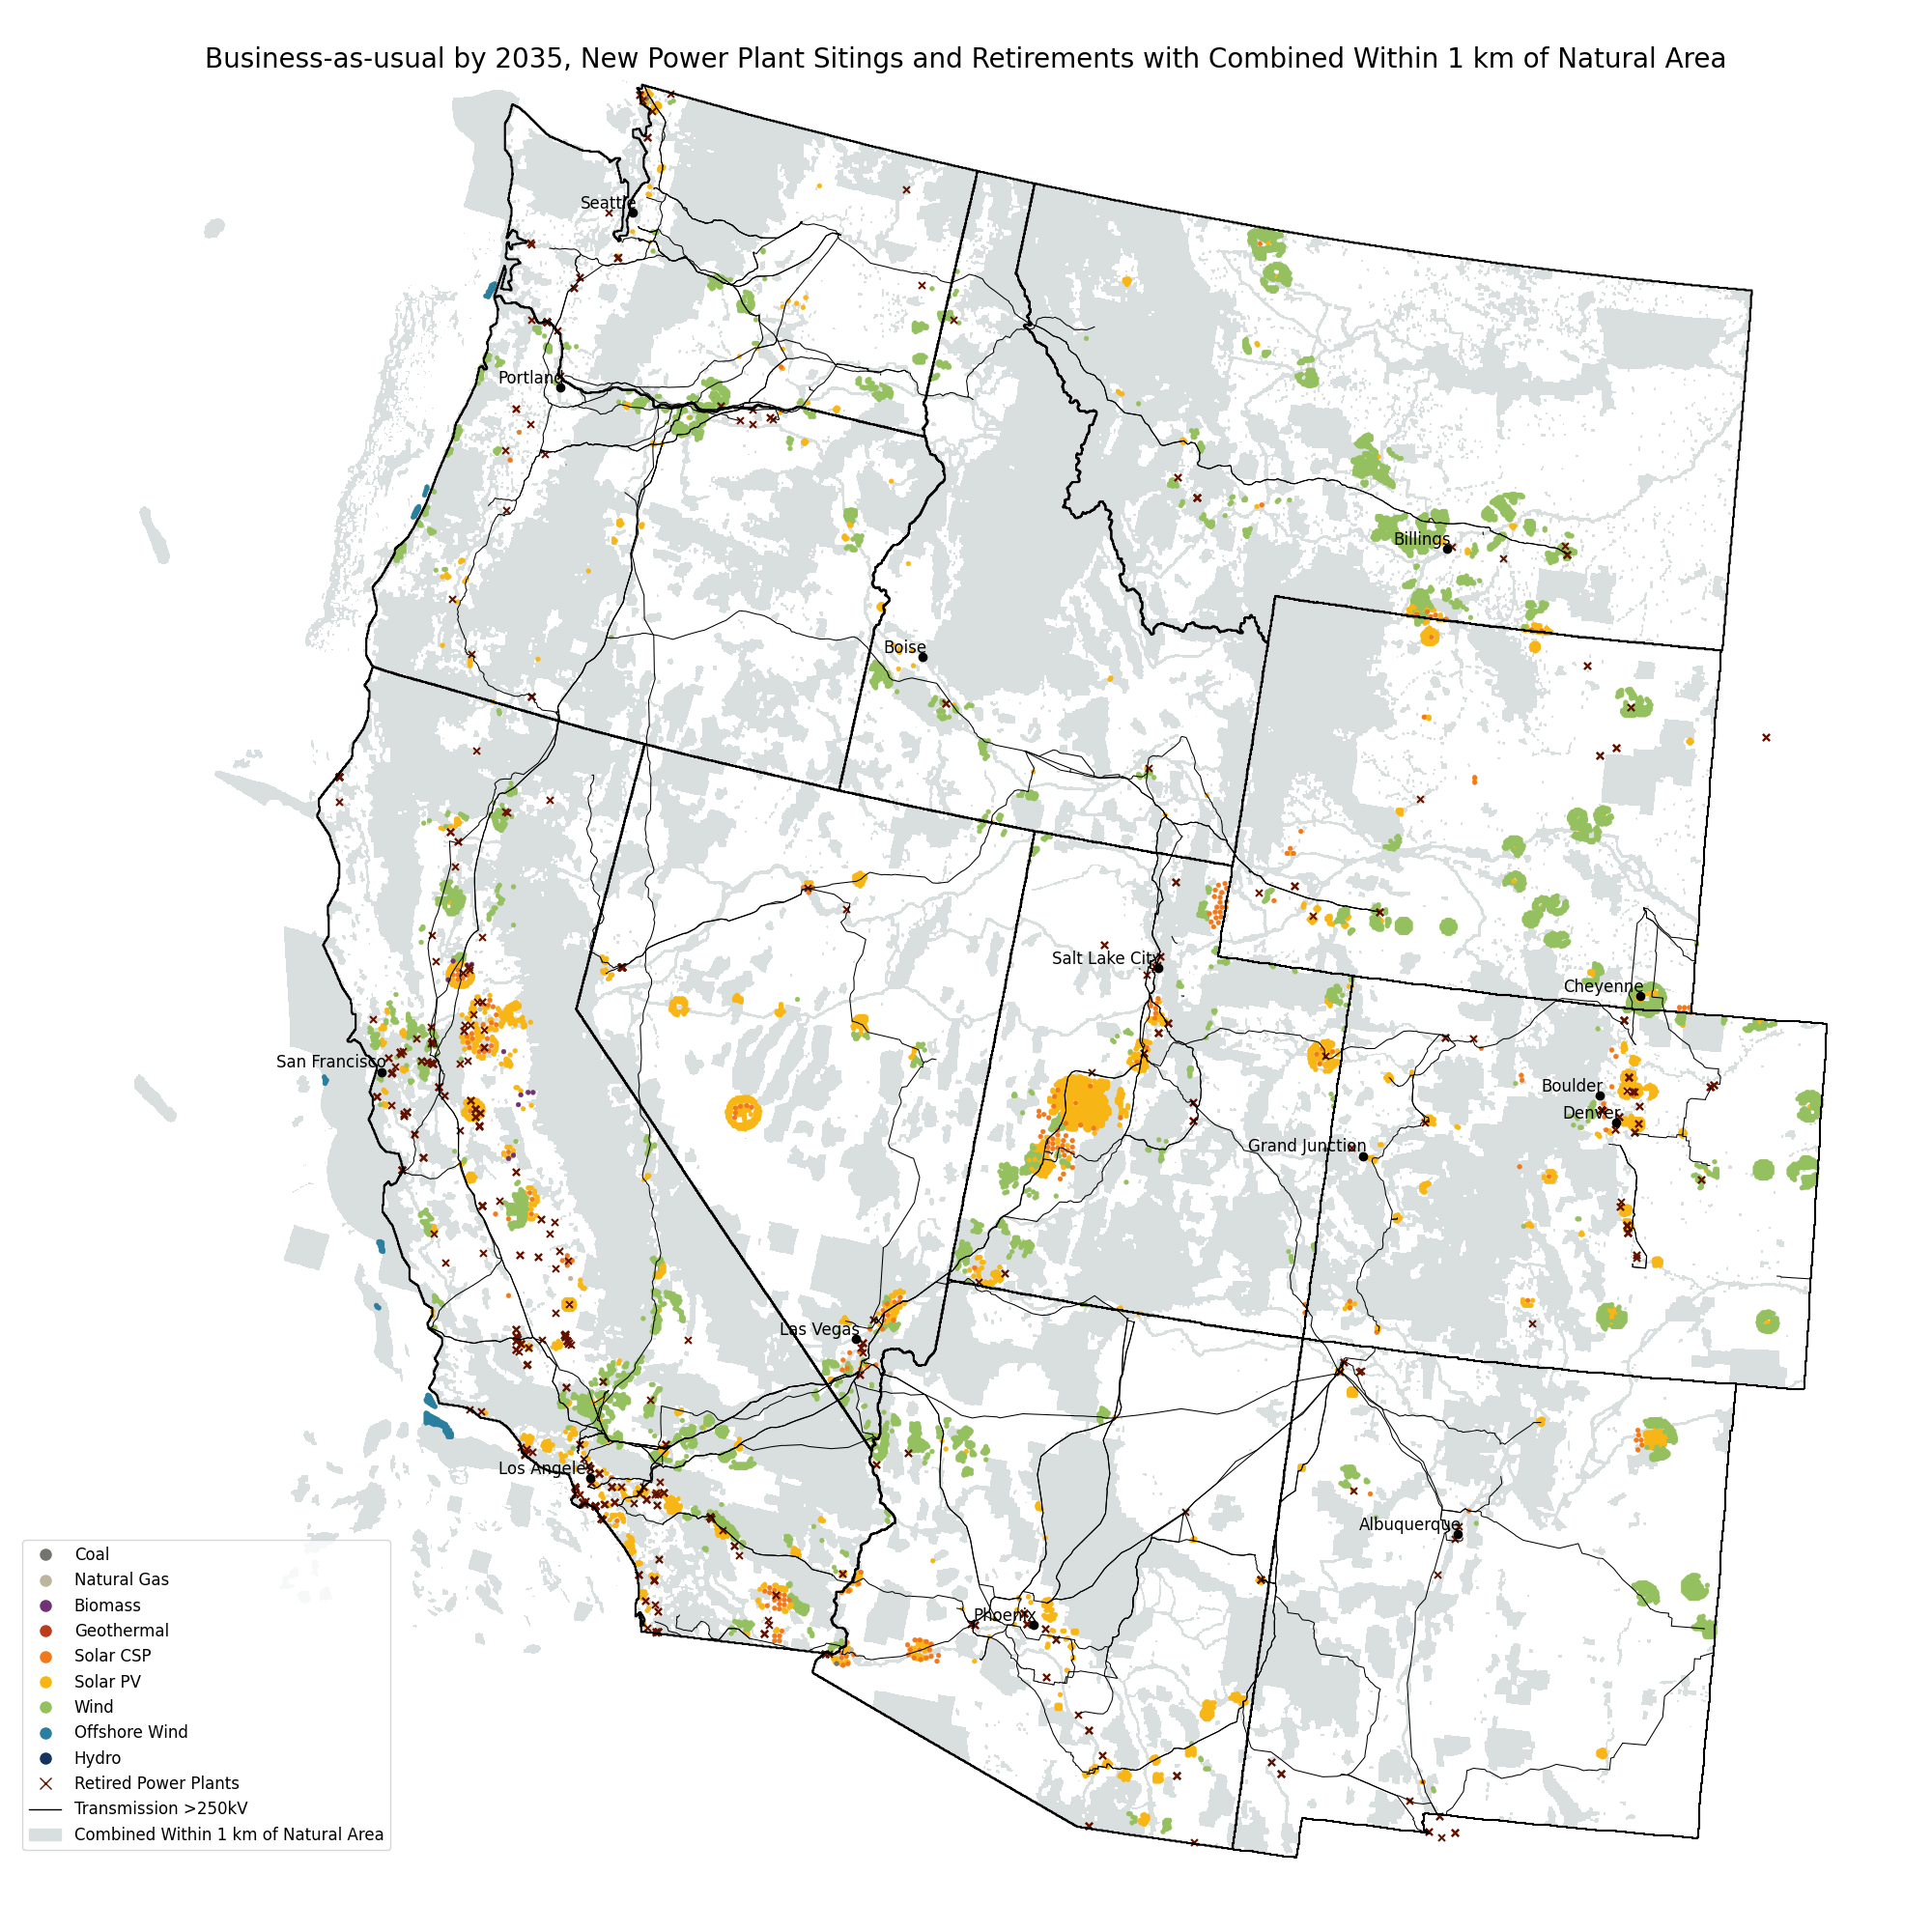 Business-as-usual by 2035, New Power Plant Sitings and Retirements with Combined Within 1 km of Natural Area
Seattle
Portland
Billings
Boise
Salt Lake City
Cheyenne
San Francisco
Boulder
Denver
Grand Junction
Las Vegas
Los Angeles
Albuquerque
Phoenix
Coal
Natural Gas
Biomass
Geothermal
Solar CSP
Solar PV
Wind
Offshore Wind
Hydro
Retired Power Plants
Transmission >250kV
Combined Within 1 km of Natural Area